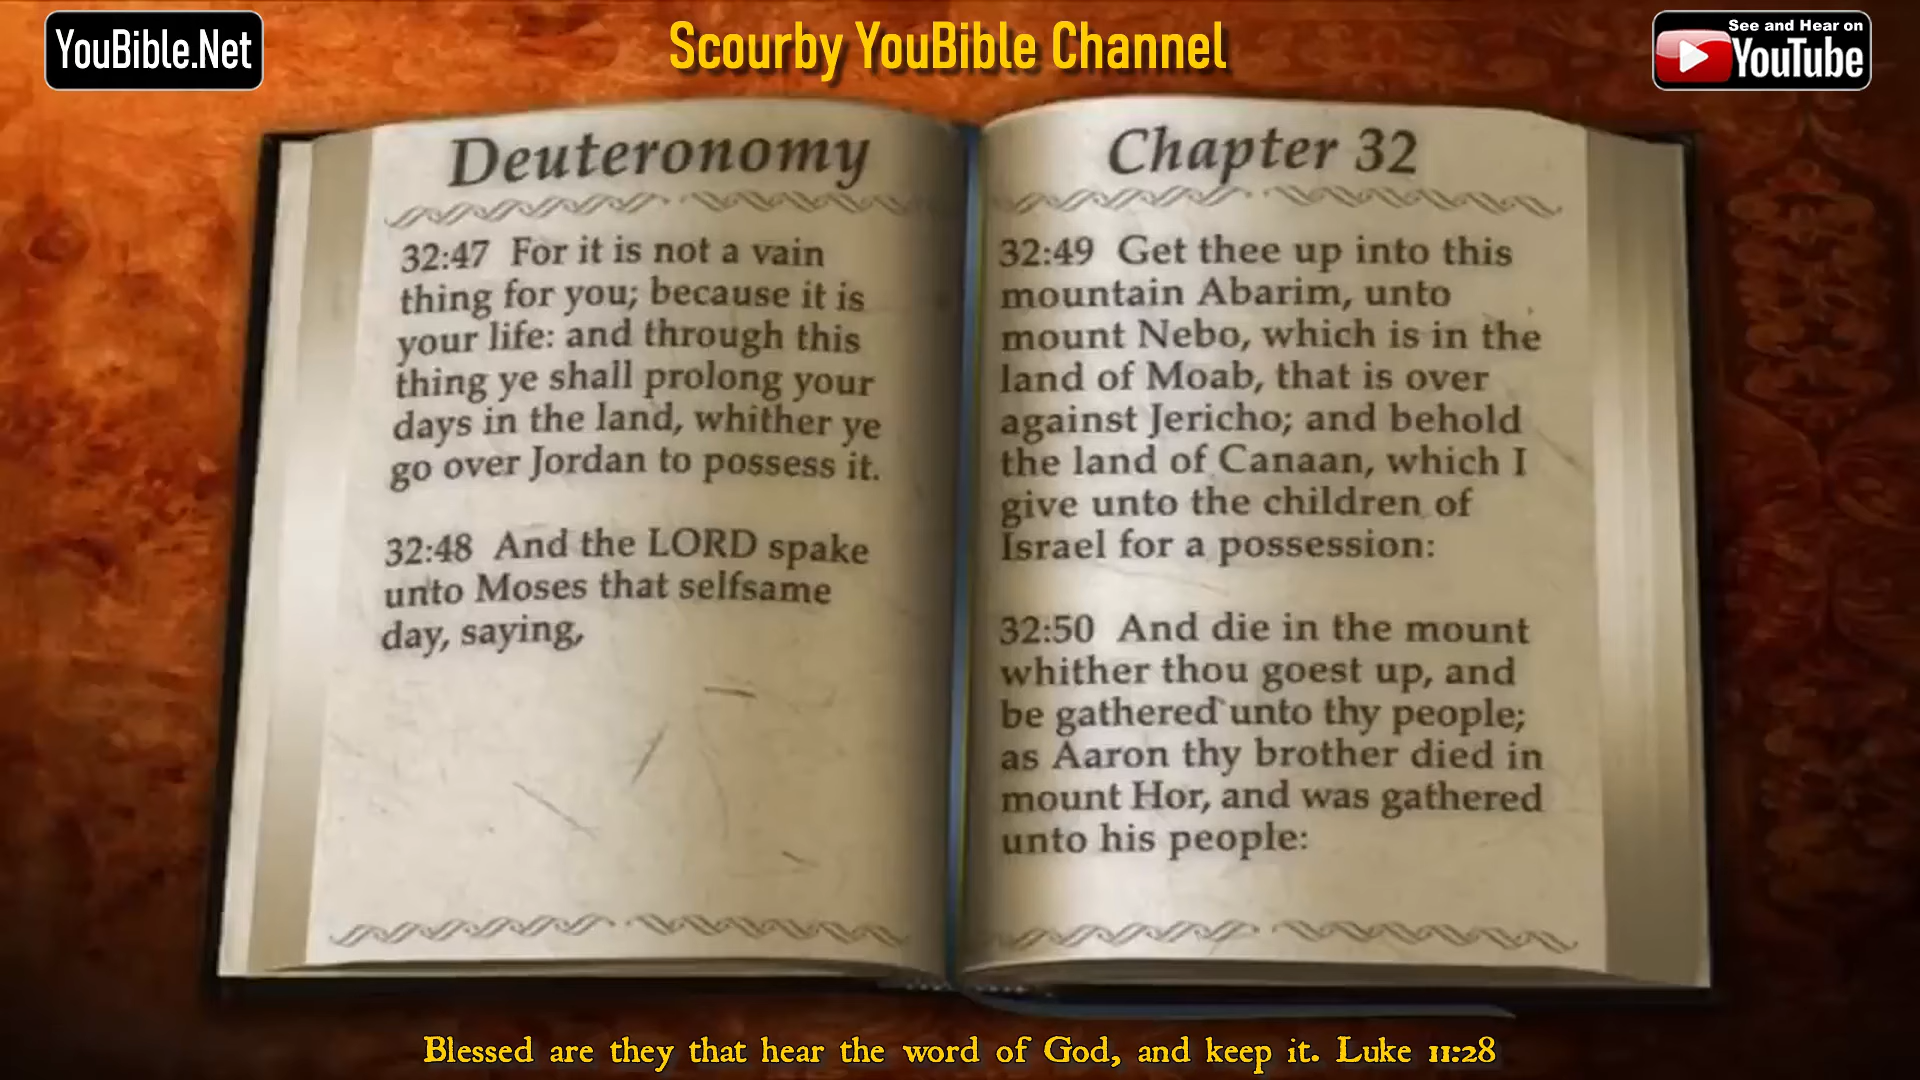 YouBible.Net
Scourby YouBible Channel
See and Hear on
YouTube
Deuteronomy
32:47 For it is not a vain
thing for you; because it is
your life: and through this
thing ye shall prolong your
days in the land, whither ye
go over Jordan to possess it.
32:48 And the LORD spake
unto Moses that selfsame
day, saying,
Chapter 32
32:49 Get thee up into this
mountain Abarim, unto
mount Nebo, which is in the
land of Moab, that is over
against Jericho; and behold
the land of Canaan, which I
give unto the children of
Israel for a possession:
32:50 And die in the mount
whither thou goest up, and
be gathered unto thy people;
as Aaron thy brother died in
mount Hor, and was gathered
unto his people:
Blessed are they that hear the word of God, and keep it. Luke 11:28